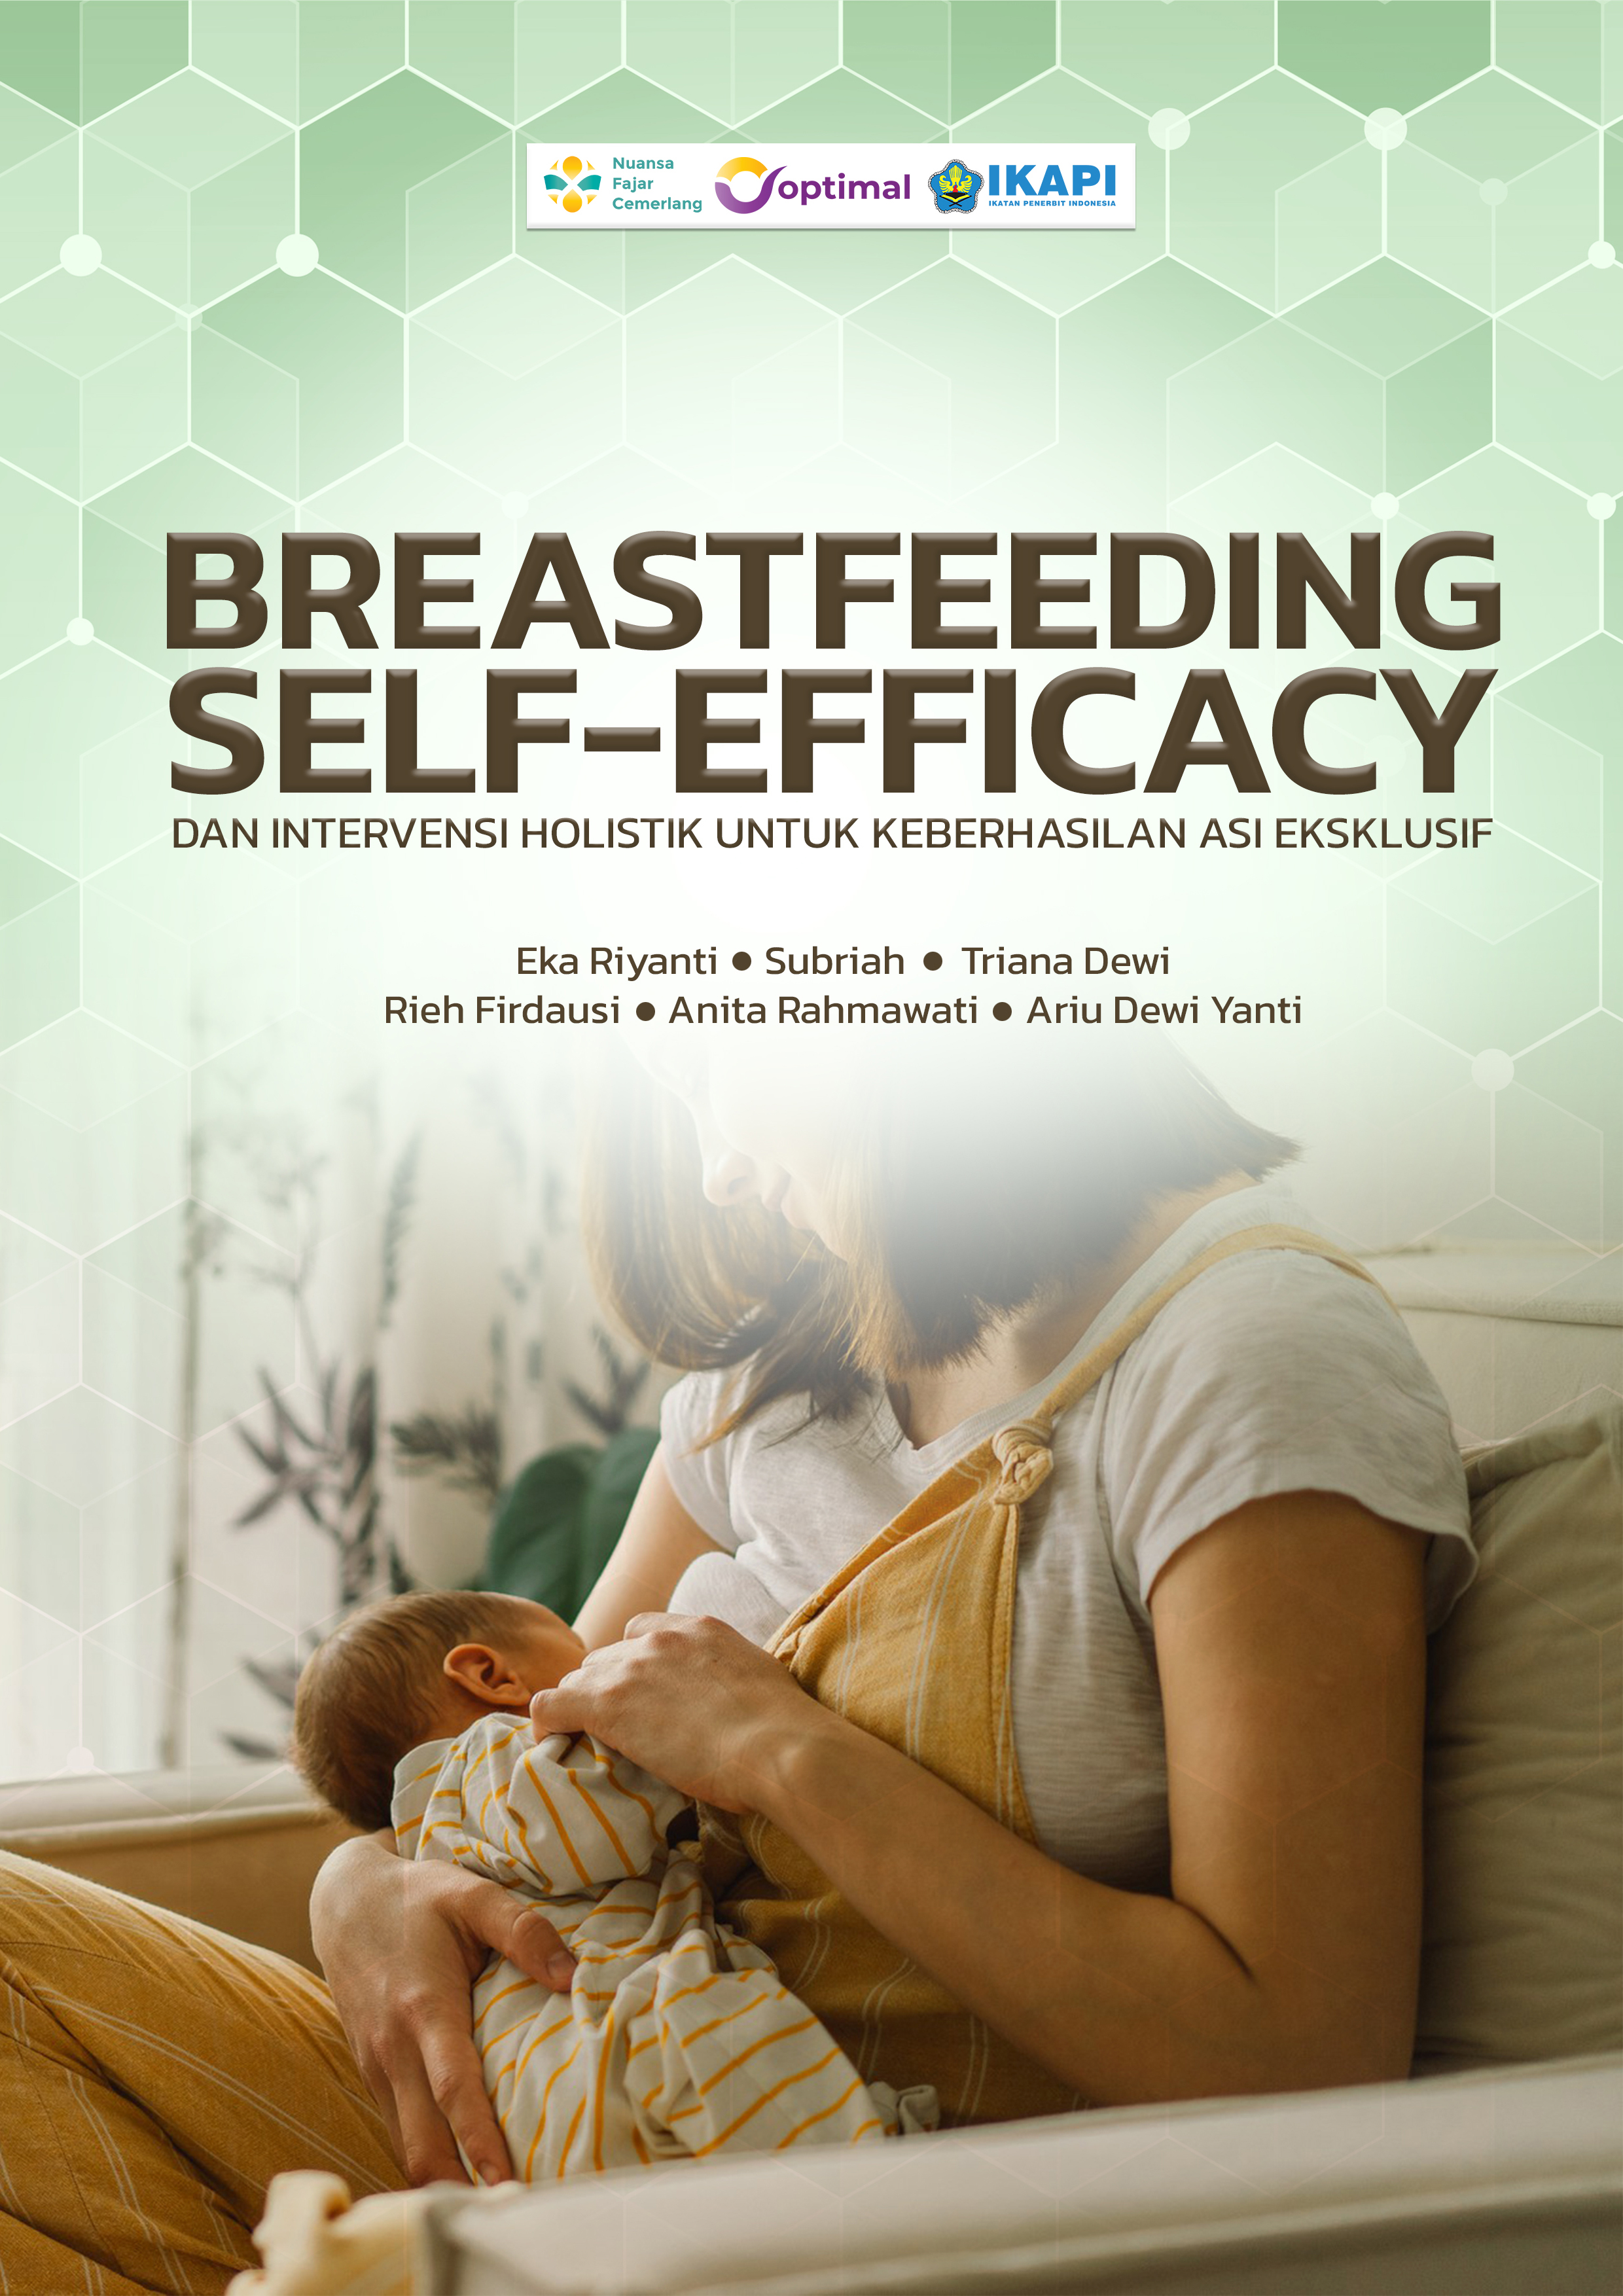 Nuansa
Fajar
Cemerlang
optimal
IKAPI
IKATAN PENERBIT INDONESIA
BREASTFEEDING
SELF-EFFICACY
DAN INTERVENSI HOLISTIK UNTUK KEBERHASILAN ASI EKSKLUSIF
Eka Riyanti ● Subriah ● Triana Dewi
Rieh Firdausi ● Anita Rahmawati ● Ariu Dewi Yanti